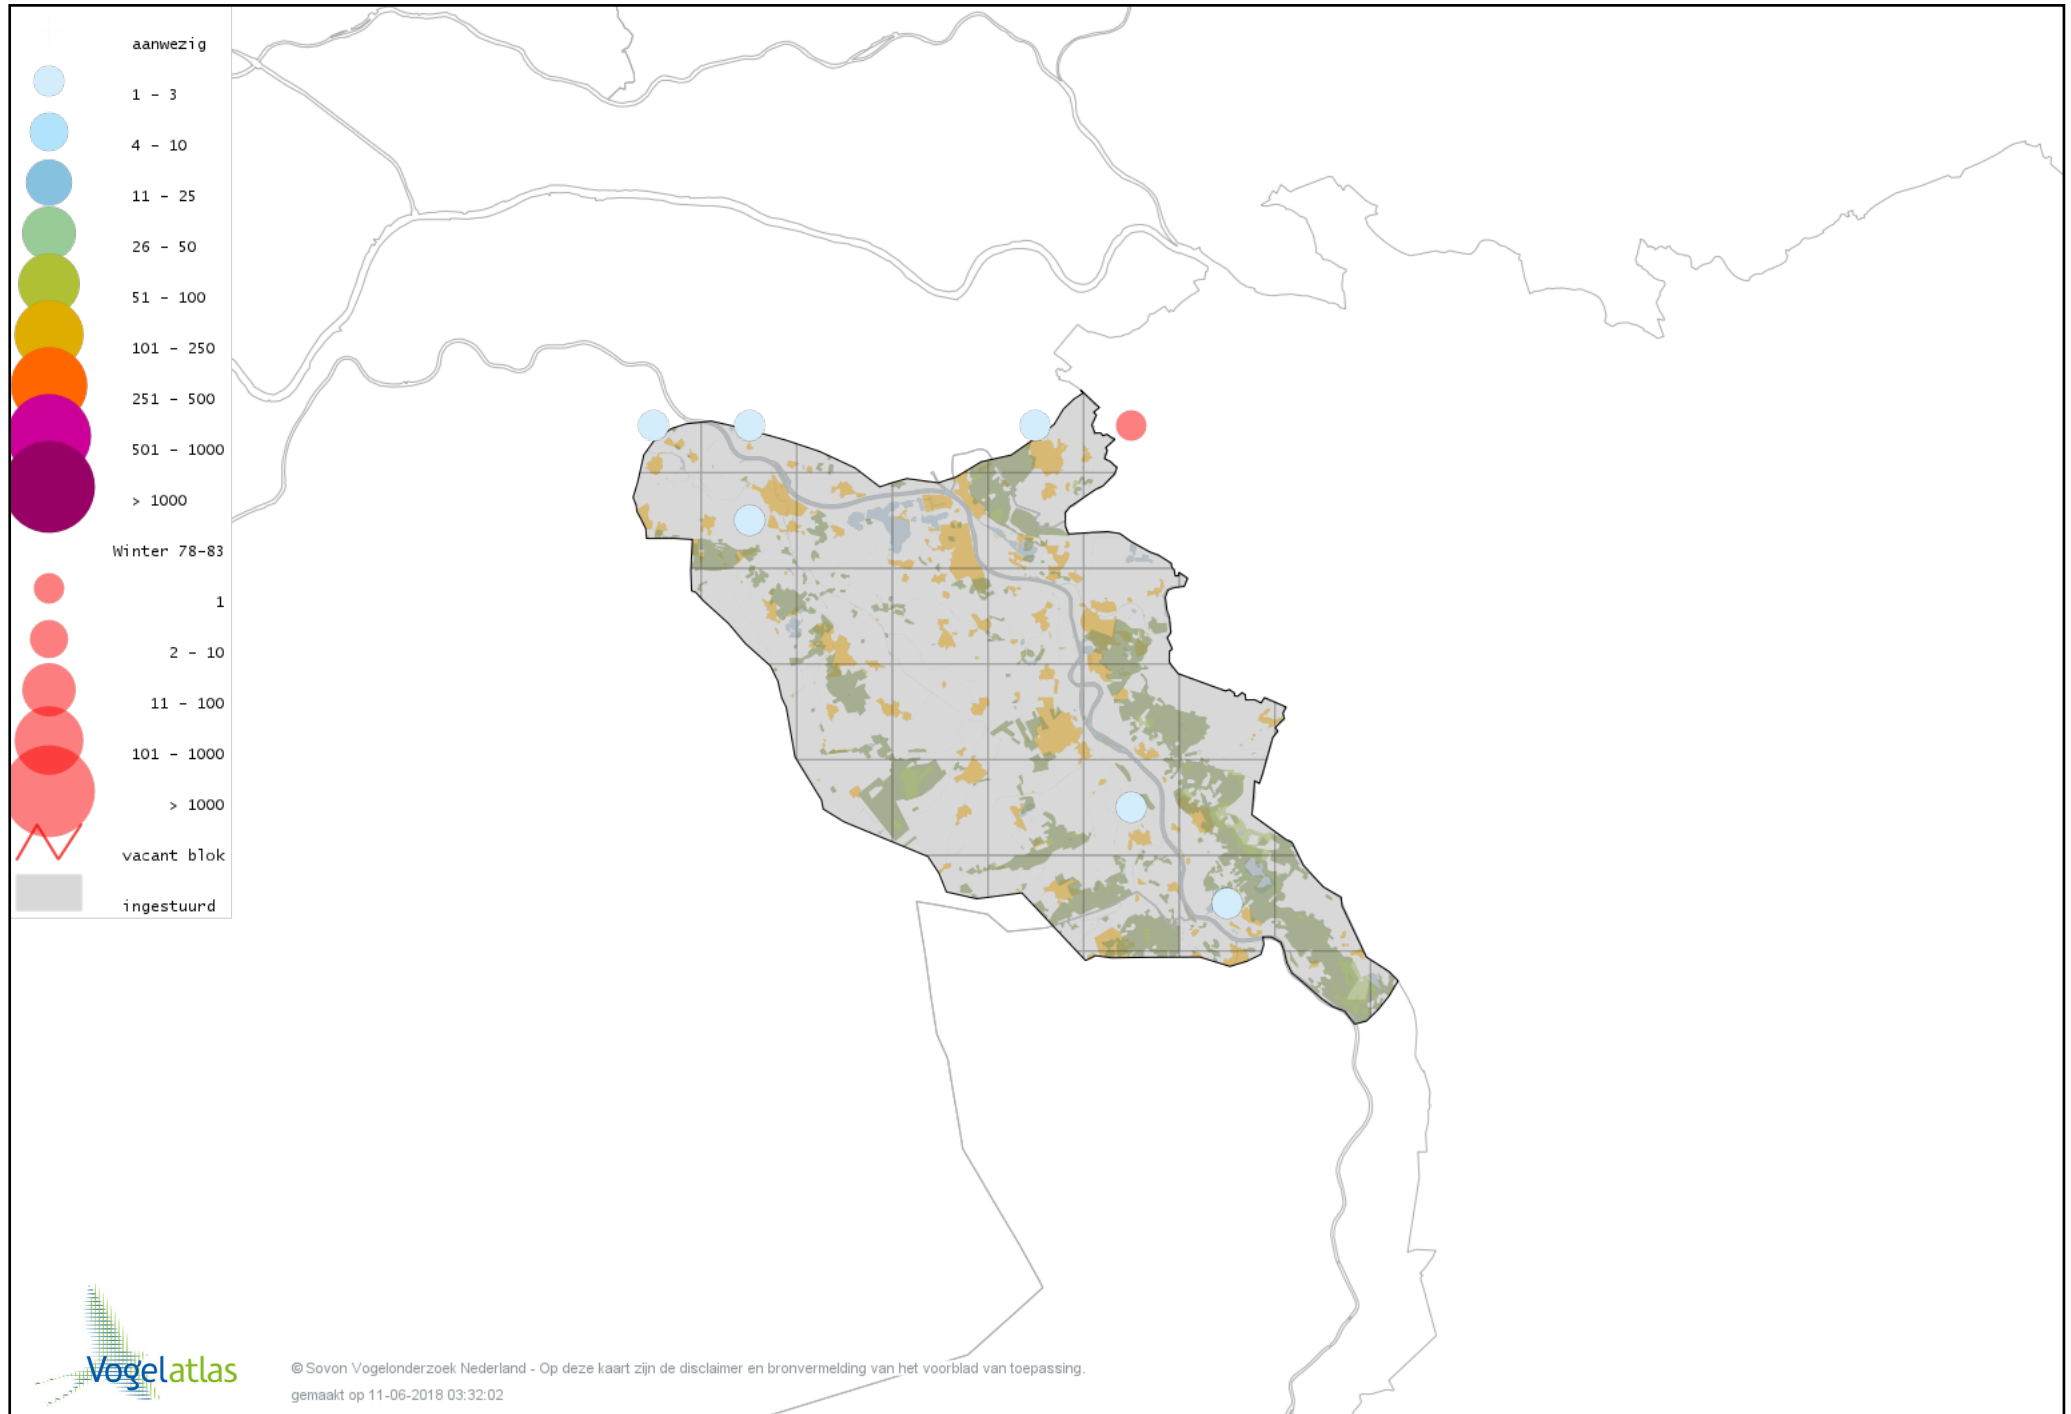 aanwezig
1 - 3
4 - 10
11 - 25
26 - 50
51 - 100
101 - 250
251 - 500
501 - 1000
> 1000
Winter 78-83
1
2 - 10
11 - 100
101 - 1000
> 1000
vacant blok
ingestuurd
Vogelatlas
© Sovon Vogelonderzoek Nederland - Op deze kaart zijn de disclaimer en bronvermelding van het voorblad van toepassing.
gemaakt op 11-06-2018 03:32:02